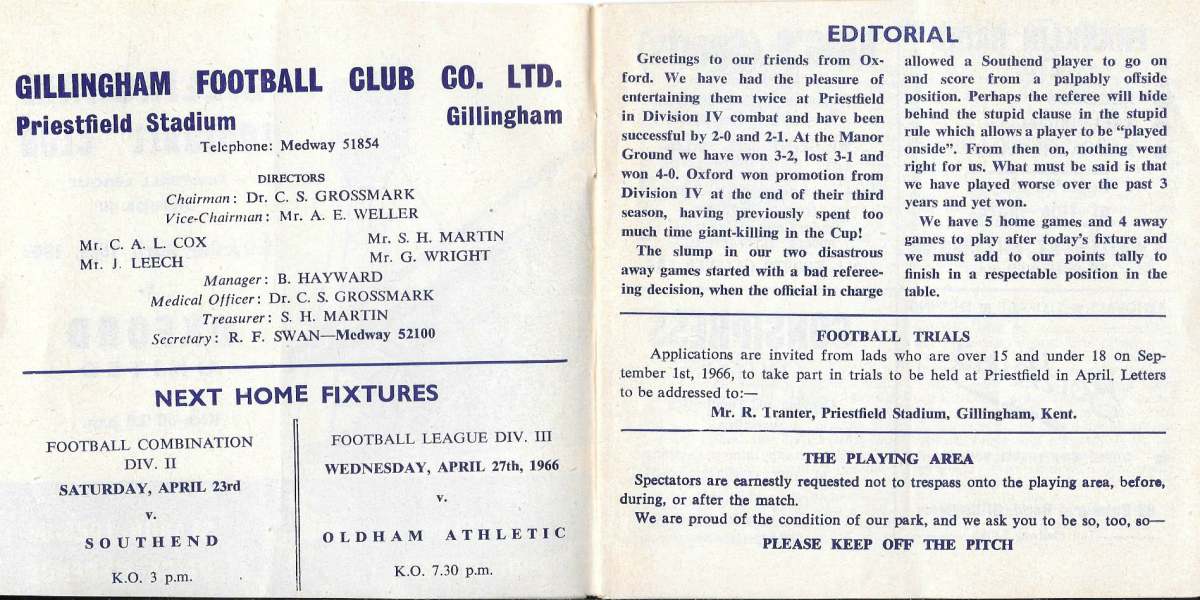 GILLINGHAM FOOTBALL CLUB CO. LTD.
Priestfield Stadium Gillingham
Telephone: Medway 51854
DIRECTORS
Chairman: Dr. C. S. GROSSMARK
Vice-Chairman: Mr. A. E. WELLER
Mr. C. A. L. COX Mr. S. H. MARTIN
Mr. J. LEECH Mr. G. WRIGHT
Manager: B. HAYWARD
Medical Officer: Dr. C. S. GROSSMARK
Treasurer: S. H. MARTIN
Secretary: R. F. SWAN—Medway 52100
NEXT HOME FIXTURES
FOOTBALL COMBINATION
DIV. II
SATURDAY, APRIL 23rd
v.
SOUTHEND
K.O. 3 p.m.
FOOTBALL LEAGUE DIV. III
WEDNESDAY, APRIL 27th, 1966
v.
OLDHAM ATHLETIC
K.O. 7.30 p.m.
EDITORIAL
Greetings to our friends from Ox-
ford. We have had the pleasure of
entertaining them twice at Priestfield
in Division IV combat and have been
successful by 2-0 and 2-1. At the Manor
Ground we have won 3-2, lost 3-1 and
won 4-0. Oxford won promotion from
Division IV at the end of their third
season, having previously spent too
much time giant-killing in the Cup!
The slump in our two disastrous
away games started with a bad referee-
ing decision, when the official in charge
allowed a Southend player to go on
and score from a palpably offside
position. Perhaps the referee will hide
behind the stupid clause in the stupid
rule which allows a player to be "played
onside". From then on, nothing went
right for us. What must be said is that
we have played worse over the past 3
years and yet won.
We have 5 home games and 4 away
games to play after today's fixture and
we must add to our points tally to
finish in a respectable position in the
table.
FOOTBALL TRIALS
Applications are invited from lads who are over 15 and under 18 on Sep-
tember 1st, 1966, to take part in trials to be held at Priestfield in April. Letters
to be addressed to:—
Mr. R. Tranter, Priestfield Stadium, Gillingham, Kent.
THE PLAYING AREA
Spectators are earnestly requested not to trespass onto the playing area, before,
during, or after the match.
We are proud of the condition of our park, and we ask you to be so, too, so—
PLEASE KEEP OFF THE PITCH